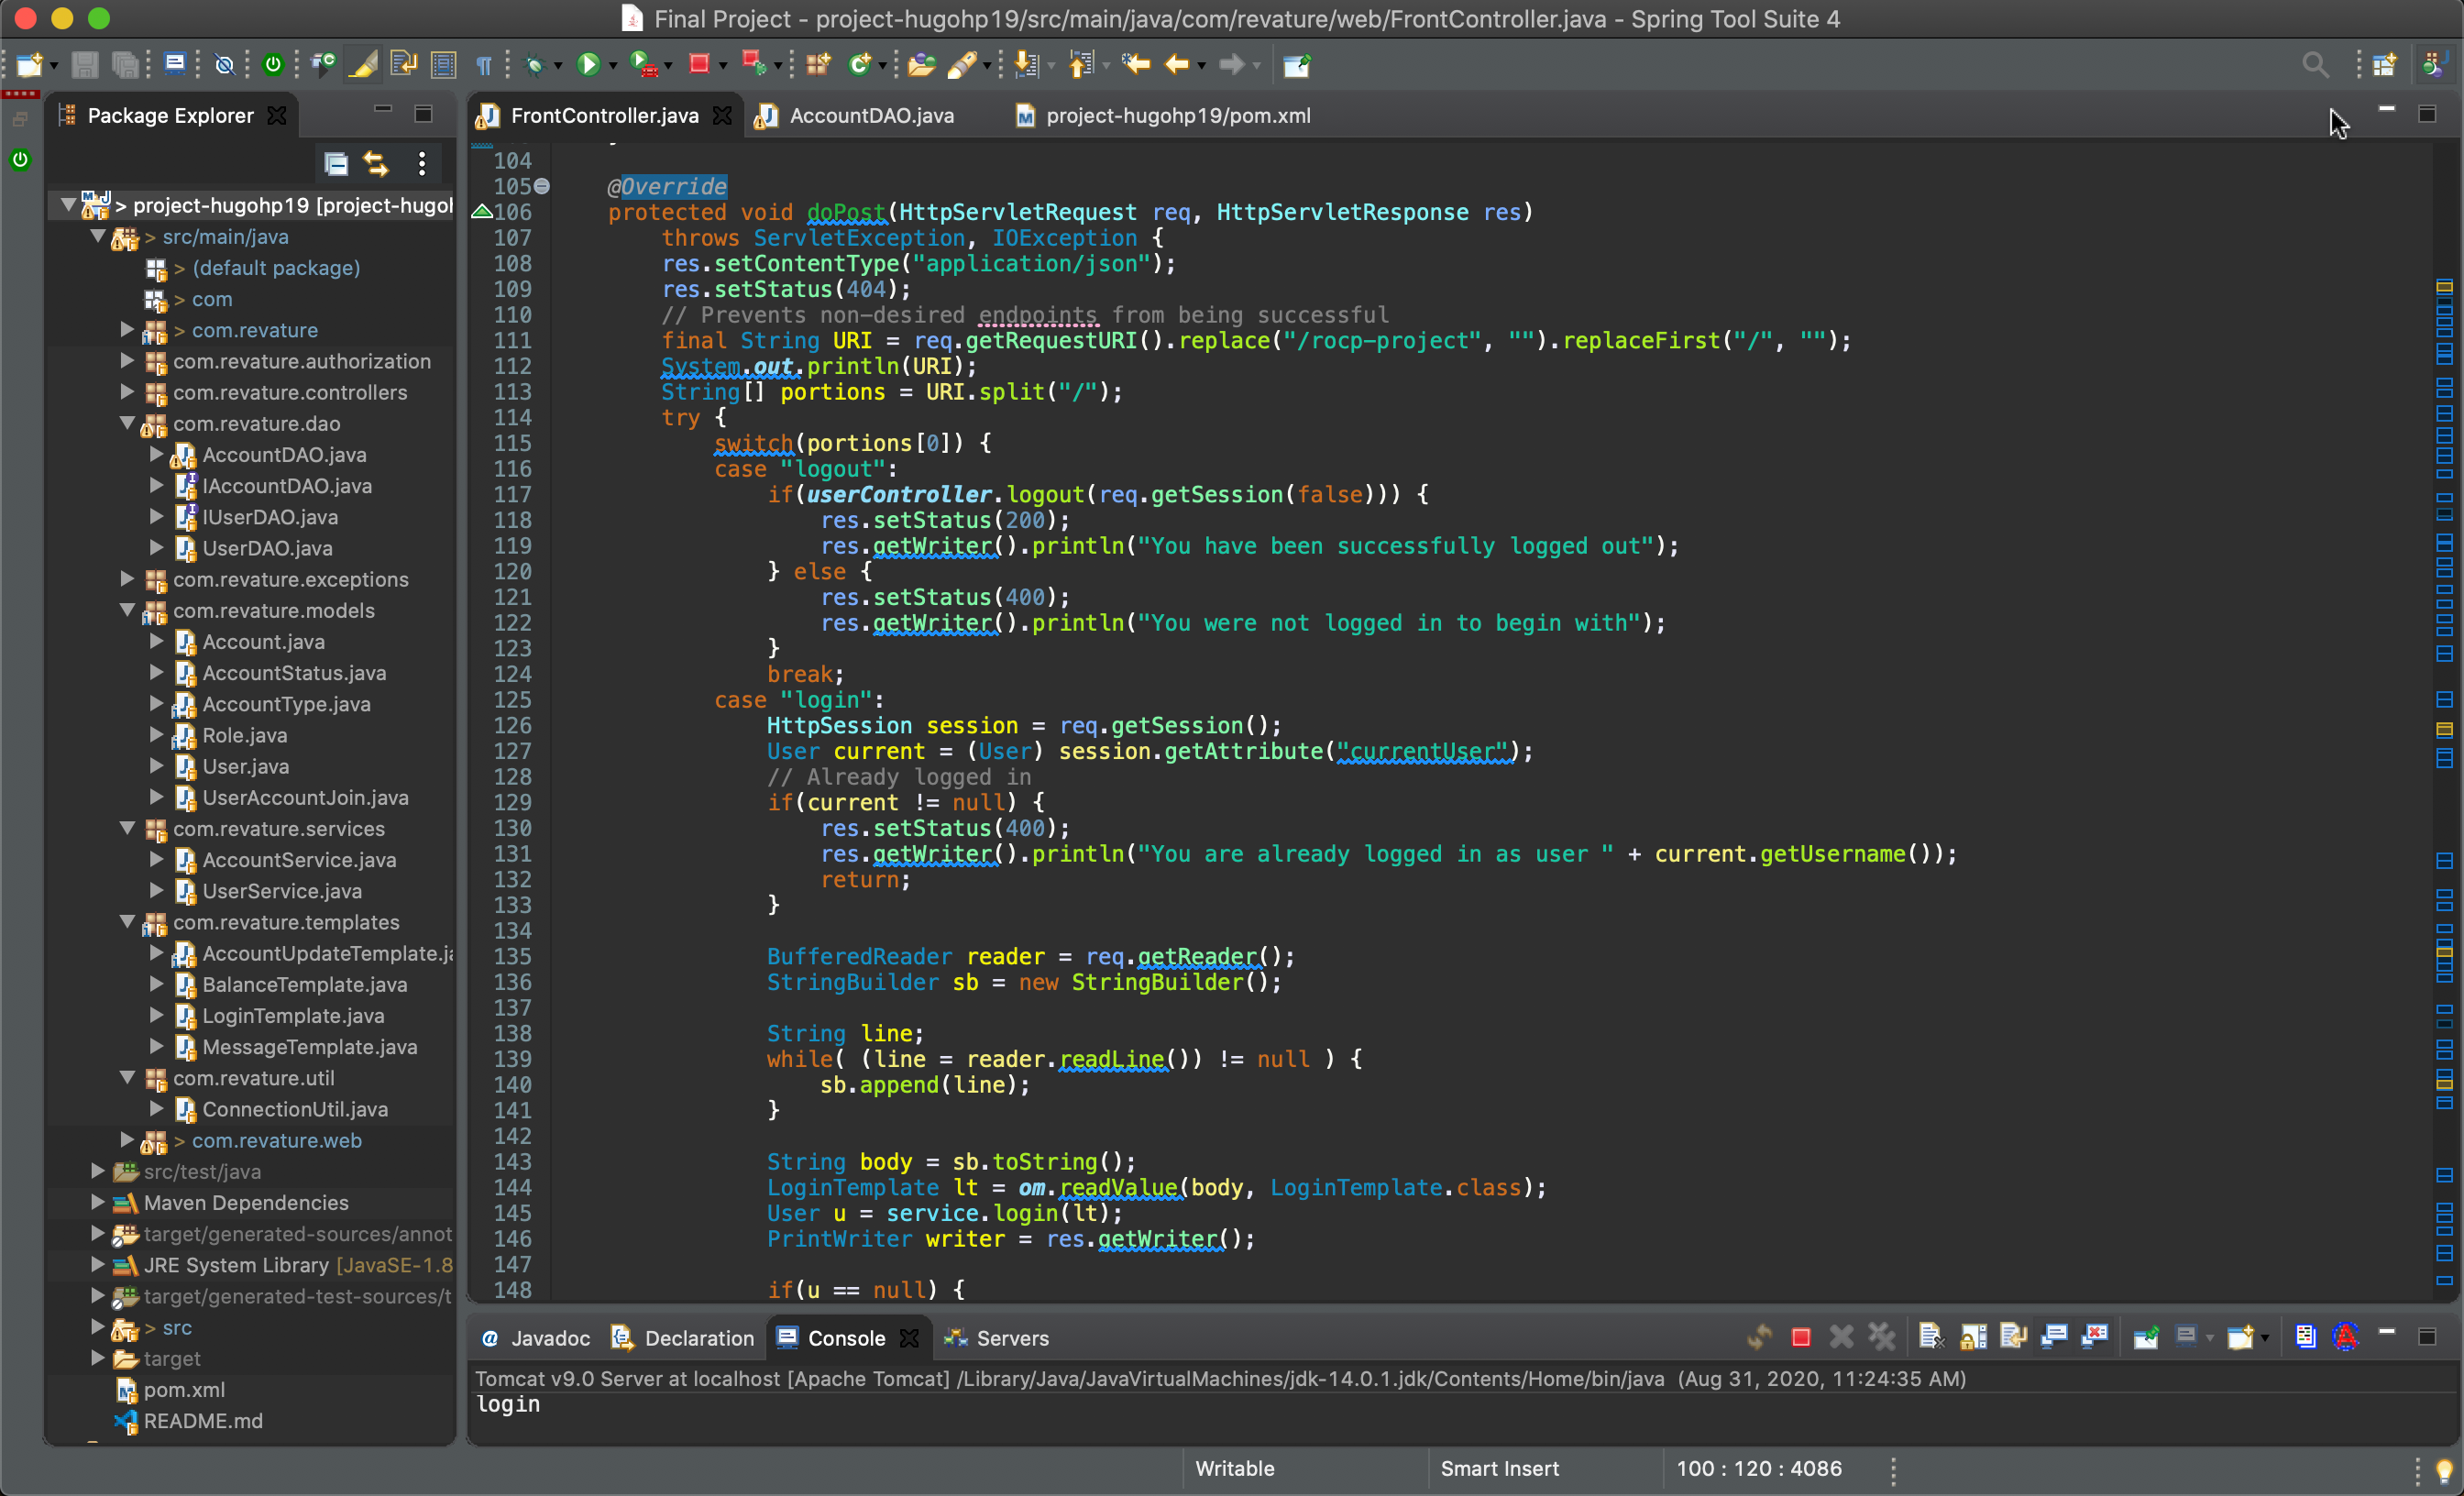 Final Project - project-hugohp19/src/main/java/com/revature/web/FrontController.java - Spring Tool Suite 4
Package Explorer
> project-hugohp19 [project-hugoh
> src/main/java
> (default package)
> com
> com.revature
com.revature.authorization
com.revature.controllers
com.revature.dao
AccountDAO.java
IAccountDAO.java
IUserDAO.java
UserDAO.java
com.revature.exceptions
com.revature.models
Account.java
AccountStatus.java
AccountType.java
Role.java
User.java
UserAccountJoin.java
com.revature.services
AccountService.java
UserService.java
com.revature.templates
AccountUpdateTemplate.ja
BalanceTemplate.java
LoginTemplate.java
MessageTemplate.java
com.revature.util
ConnectionUtil.java
> com.revature.web
src/test/java
Maven Dependencies
target/generated-sources/annot
JRE System Library [JavaSE-1.8
target/generated-test-sources/t
> src
target
pom.xml
README.md
FrontController.java AccountDAO.java project-hugohp19/pom.xml
104
105 @Override
106 protected void doPost(HttpServletRequest req, HttpServletResponse res)
107 throws ServletException, IOException {
108 res.setContentType("application/json");
109 res.setStatus(404);
110 // Prevents non-desired endpoints from being successful
111 final String URI = req.getRequestURI().replace("/rocp-project", "").replaceFirst("/", "");
112 System.out.println(URI);
113 String[] portions = URI.split("/");
114 try {
115 switch(portions[0]) {
116 case "logout":
117 if(userController.logout(req.getSession(false))) {
118 res.setStatus(200);
119 res.getWriter().println("You have been successfully logged out");
120 } else {
121 res.setStatus(400);
122 res.getWriter().println("You were not logged in to begin with");
123 }
124 break;
125 case "login":
126 HttpSession session = req.getSession();
127 User current = (User) session.getAttribute("currentUser");
128 // Already logged in
129 if(current != null) {
130 res.setStatus(400);
131 res.getWriter().println("You are already logged in as user " + current.getUsername());
132 return;
133 }
134
135 BufferedReader reader = req.getReader();
136 StringBuilder sb = new StringBuilder();
137
138 String line;
139 while( (line = reader.readLine()) != null ) {
140 sb.append(line);
141 }
142
143 String body = sb.toString();
144 LoginTemplate lt = om.readValue(body, LoginTemplate.class);
145 User u = service.login(lt);
146 PrintWriter writer = res.getWriter();
147
148 if(u == null) {
Javadoc Declaration Console Servers
Tomcat v9.0 Server at localhost [Apache Tomcat] /Library/Java/JavaVirtualMachines/jdk-14.0.1.jdk/Contents/Home/bin/java (Aug 31, 2020, 11:24:35 AM)
login
Writable Smart Insert 100 : 120 : 4086